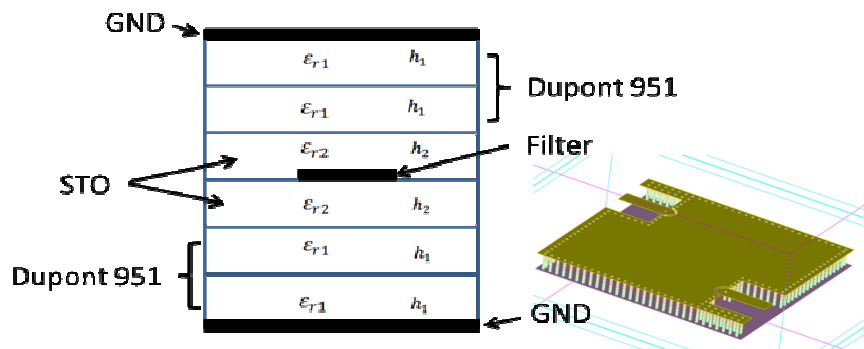 GND
εr1 h1
Dupont 951
εr1 h1
Filter
εr2 h2
STO
εr2 h2
εr1 h1
Dupont 951
εr1 h1
GND